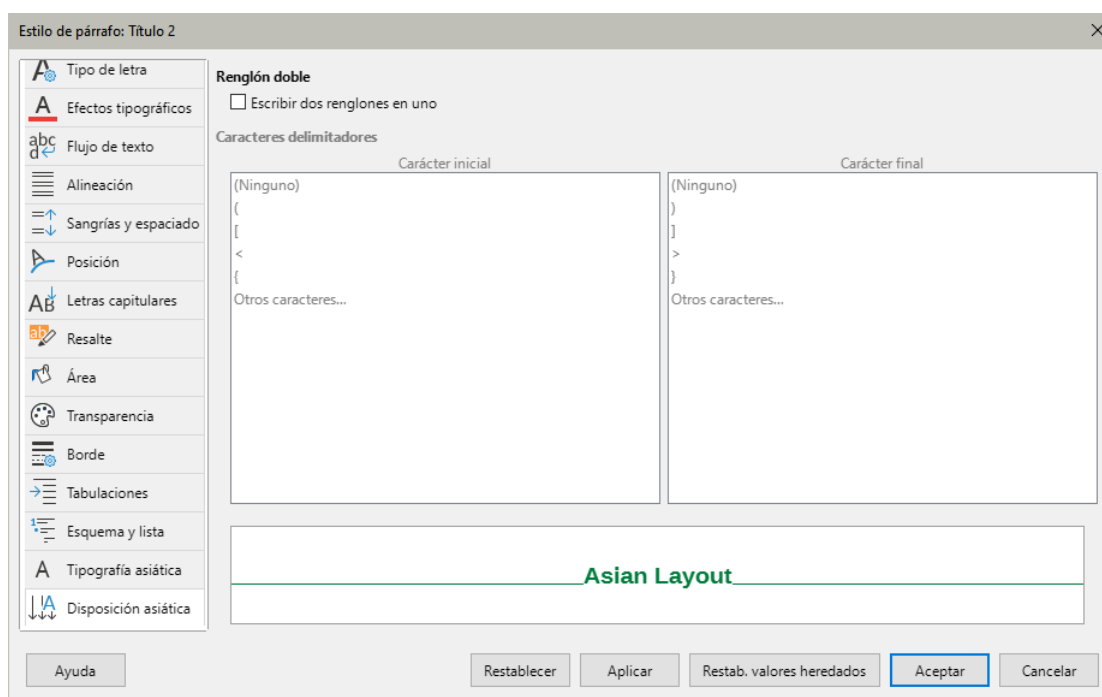 Estilo de párrafo: Título 2
Tipo de letra
Efectos tipográficos
Flujo de texto
Alineación
Sangrías y espaciado
Posición
Letras capitulares
Resalte
Área
Transparencia
Borde
Tabulaciones
Esquema y lista
Tipografía asiática
Disposición asiática
Renglón doble
Escribir dos renglones en uno
Caracteres delimitadores
Carácter inicial
(Ninguno)
(
[
<
{
Otros caracteres...
Carácter final
(Ninguno)
)
]
>
}
Otros caracteres...
Asian Layout
Ayuda
Restablecer
Aplicar
Restab. valores heredados
Aceptar
Cancelar